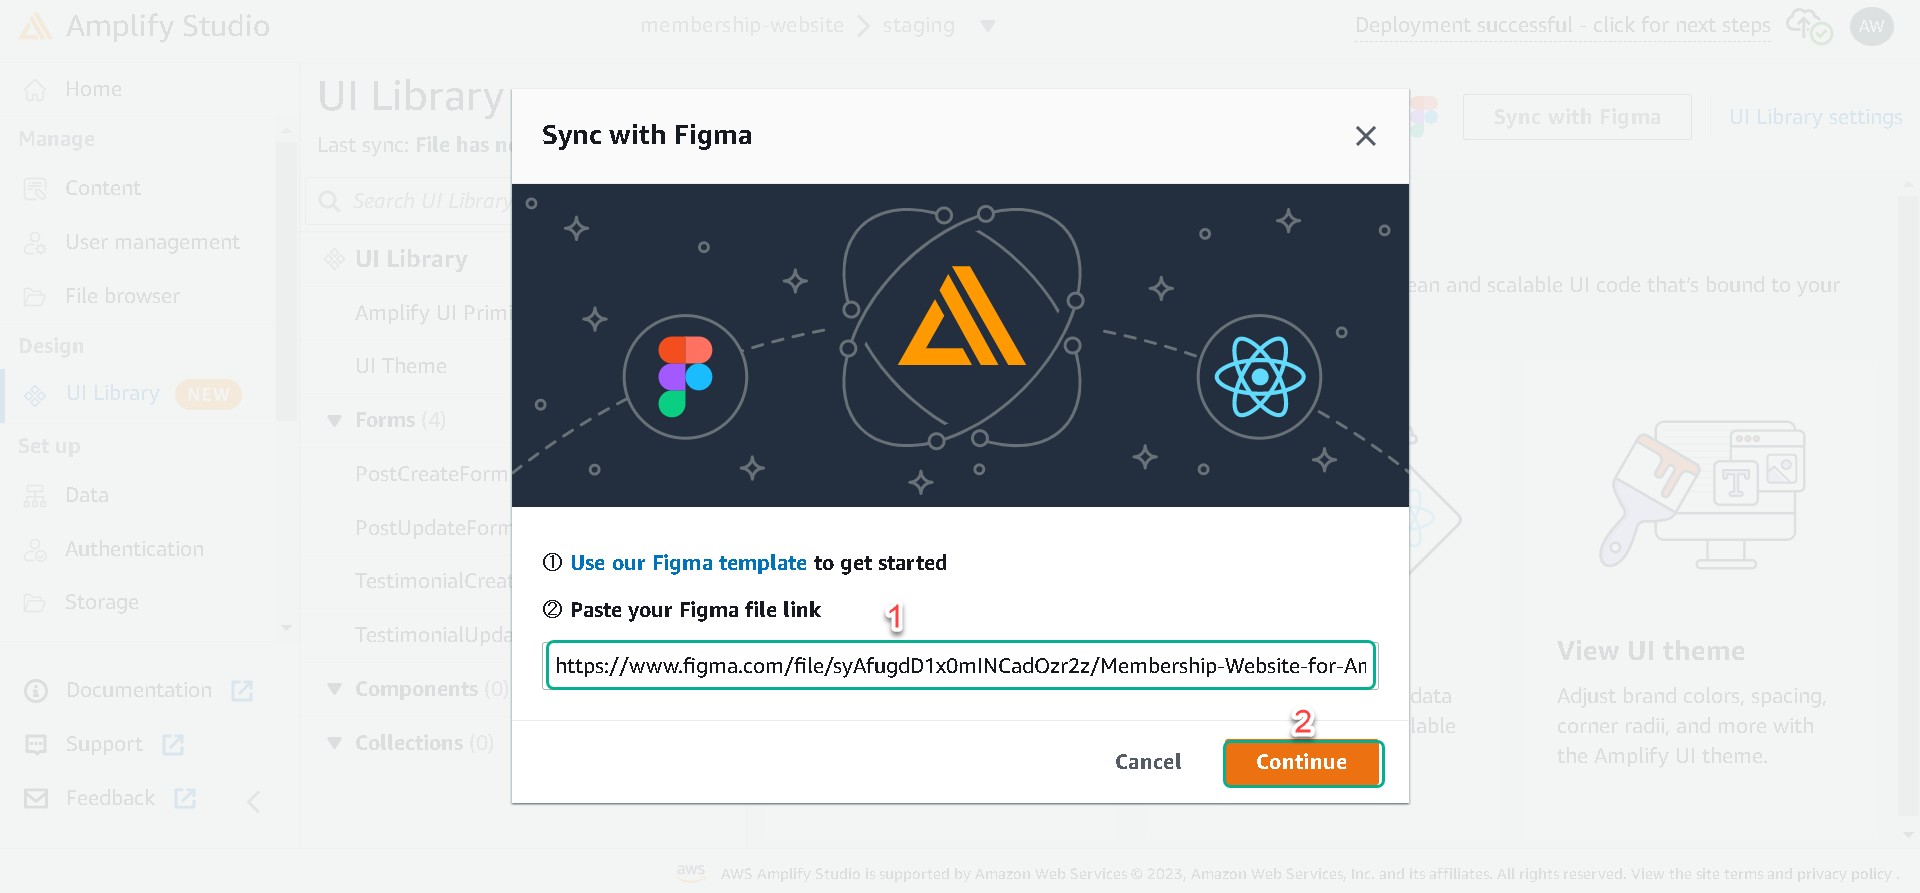 Amplify Studio
membership-website > staging
Deployment successful - click for next steps
AW
Home
Manage
Content
User management
File browser
Design
UI Library NEW
Set up
Data
Authentication
Storage
Documentation
Support
Feedback
UI Library
Last sync: File has n
Search UI Library
UI Library
Amplify UI Primi
UI Theme
Forms (4)
PostCreateForm
PostUpdateForm
TestimonialCreat
TestimonialUpda
Components (0)
Collections (0)
Sync with Figma
UI Library settings
ean and scalable UI code that's bound to your
Sync with Figma
① Use our Figma template to get started
② Paste your Figma file link
1
https://www.figma.com/file/syAfugdD1x0mINCadOzr2z/Membership-Website-for-Am
2
Cancel
Continue
data
lable
T
View UI theme
Adjust brand colors, spacing,
corner radii, and more with
the Amplify UI theme.
aws AWS Amplify Studio is supported by Amazon Web Services © 2023, Amazon Web Services, Inc. and its affiliates. All rights reserved. View the site terms and privacy policy .